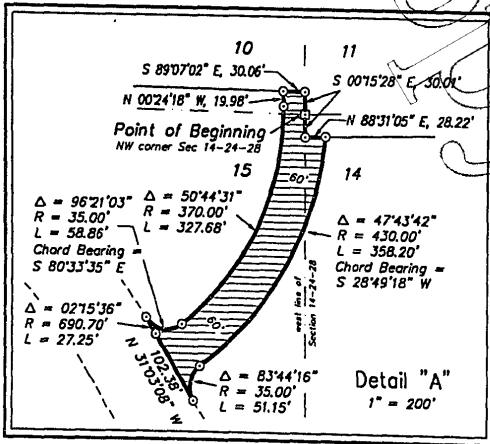 10
11
S 89°07'02" E, 30.06'
S 00°15'28" E, 30.01'
N 00°24'18" W, 19.98'
N 88°31'05" E, 28.22'
Point of Beginning
NW corner Sec 14-24-28
15
14
60'
Δ = 96°21'03"
R = 35.00'
L = 58.86'
Chord Bearing =
S 80°33'35" E
Δ = 50°44'31"
R = 370.00'
L = 327.68'
Δ = 47°43'42"
R = 430.00'
L = 358.20'
Chord Bearing =
S 28°49'18" W
Δ = 02°15'36"
R = 690.70'
L = 27.25'
60'
west line of
Section 14-24-28
102.38'
N 31°03'08" W
Δ = 83°44'16"
R = 35.00'
L = 51.15'
Detail "A"
1" = 200'